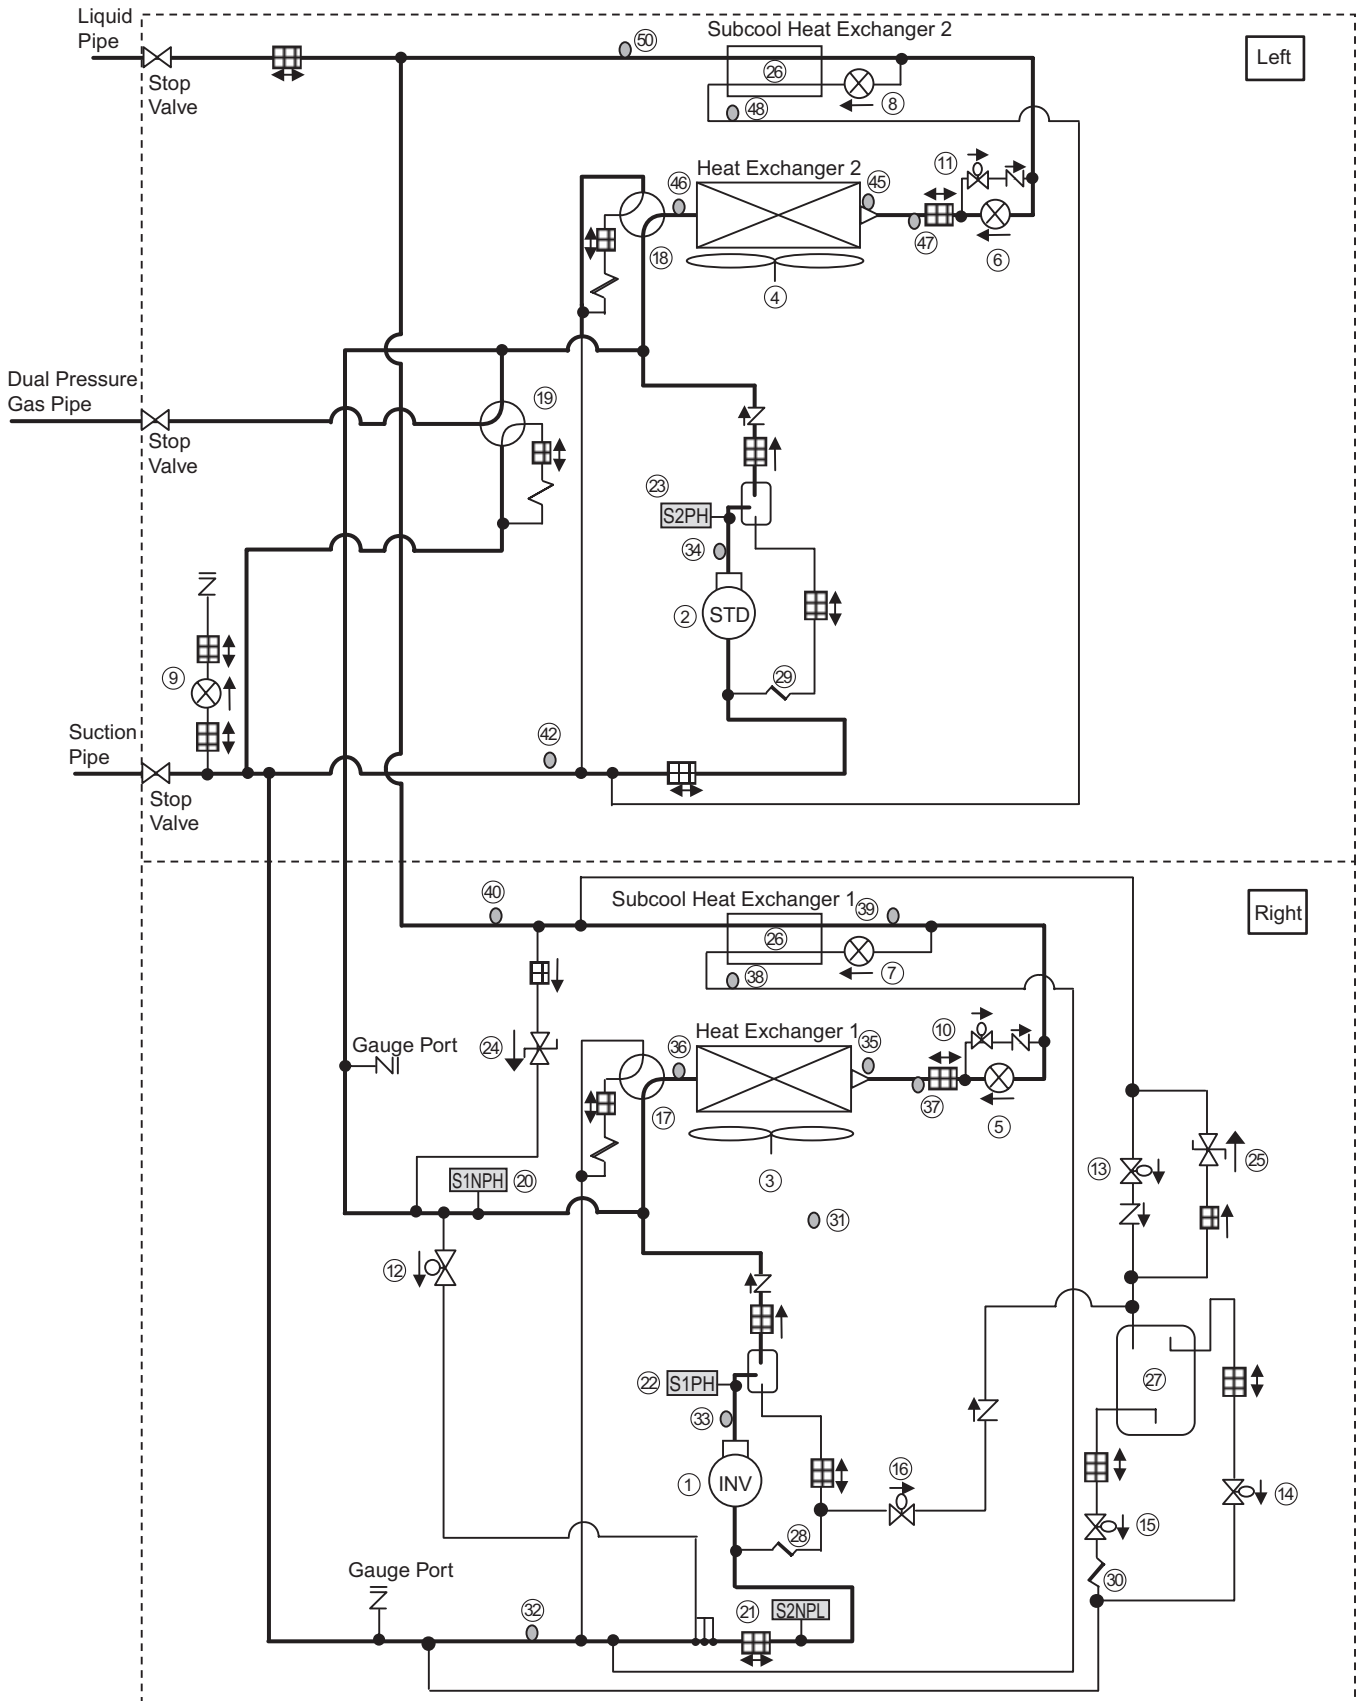 Liquid
Pipe
Stop
Valve
50
Subcool Heat Exchanger 2
26
8
48
Left
Heat Exchanger 2
46
45
11
47
6
18
4
Dual Pressure
Gas Pipe
Stop
Valve
19
23
S2PH
34
2
STD
29
9
Suction
Pipe
Stop
Valve
42
40
Subcool Heat Exchanger 1
39
26
7
38
Right
Gauge Port
24
Heat Exchanger 1
36
35
10
37
5
17
3
13
25
S1NPH
20
31
12
22
S1PH
33
1
INV
28
16
27
14
15
30
Gauge Port
32
21
S2NPL